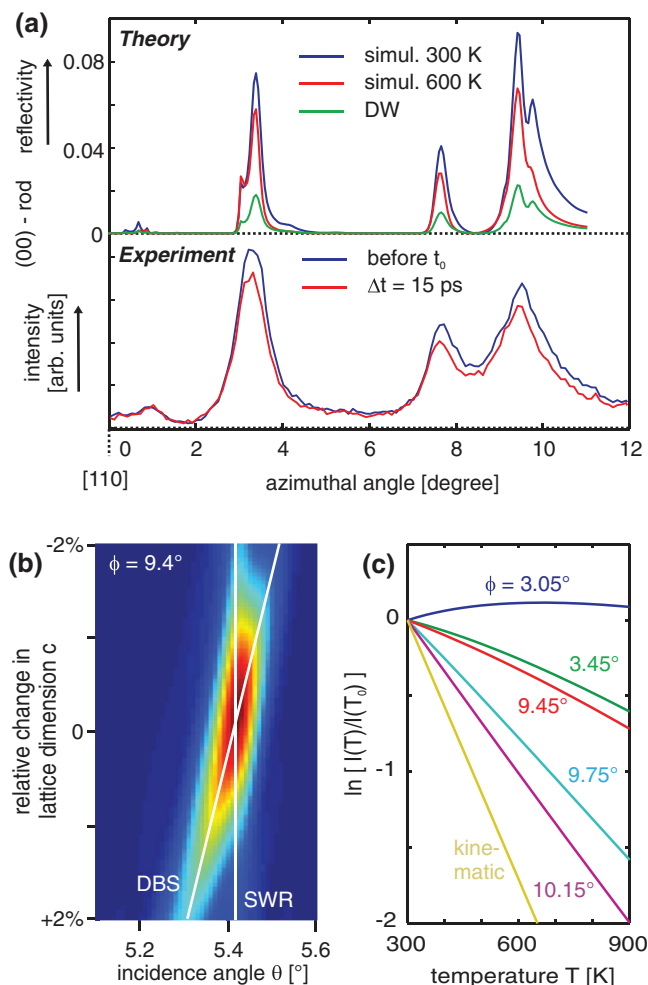 (a)
Theory
simul. 300 K
simul. 600 K
DW
0.08
0.04
0
(00) - rod reflectivity
Experiment
before t0
Δt = 15 ps
intensity
[arb. units]
0 2 4 6 8 10 12
[110]
azimuthal angle [degree]
(b)
ϕ = 9.4°
-2%
-1%
0
+1%
+2%
relative change in
lattice dimension c
DBS
SWR
5.2 5.4 5.6
incidence angle θ [°]
(c)
ϕ = 3.05°
3.45°
9.45°
9.75°
10.15°
kine-
matic
0
-1
-2
ln [ I(T)/I(T0) ]
300 600 900
temperature T [K]